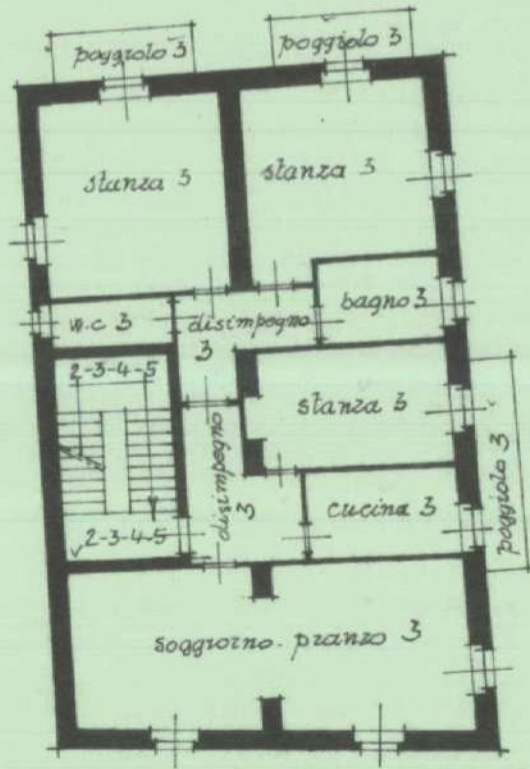 poggiolo 3
poggiolo 3
stanza 3
stanza 3
w.c 3
disimpegno
3
bagno 3
2-3-4-5
stanza 3
disimpegno
3
cucina 3
poggiolo 3
2-3-4-5
soggiorno. pranzo 3